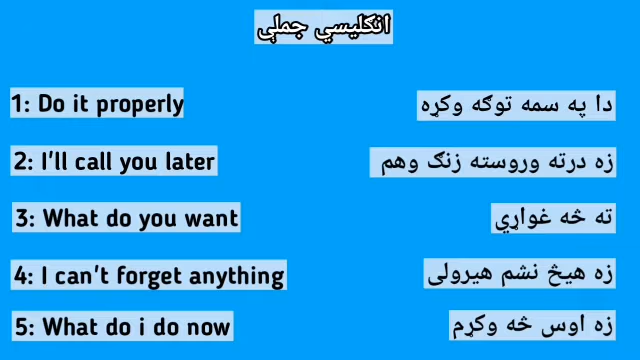 انګلیسي جملې
1: Do it properly
دا په سمه توګه وکړه
2: I'll call you later
زه درته وروسته زنګ وهم
3: What do you want
ته څه غواړي
4: I can't forget anything
زه هیڅ نشم هیرولی
5: What do i do now
زه اوس څه وکړم